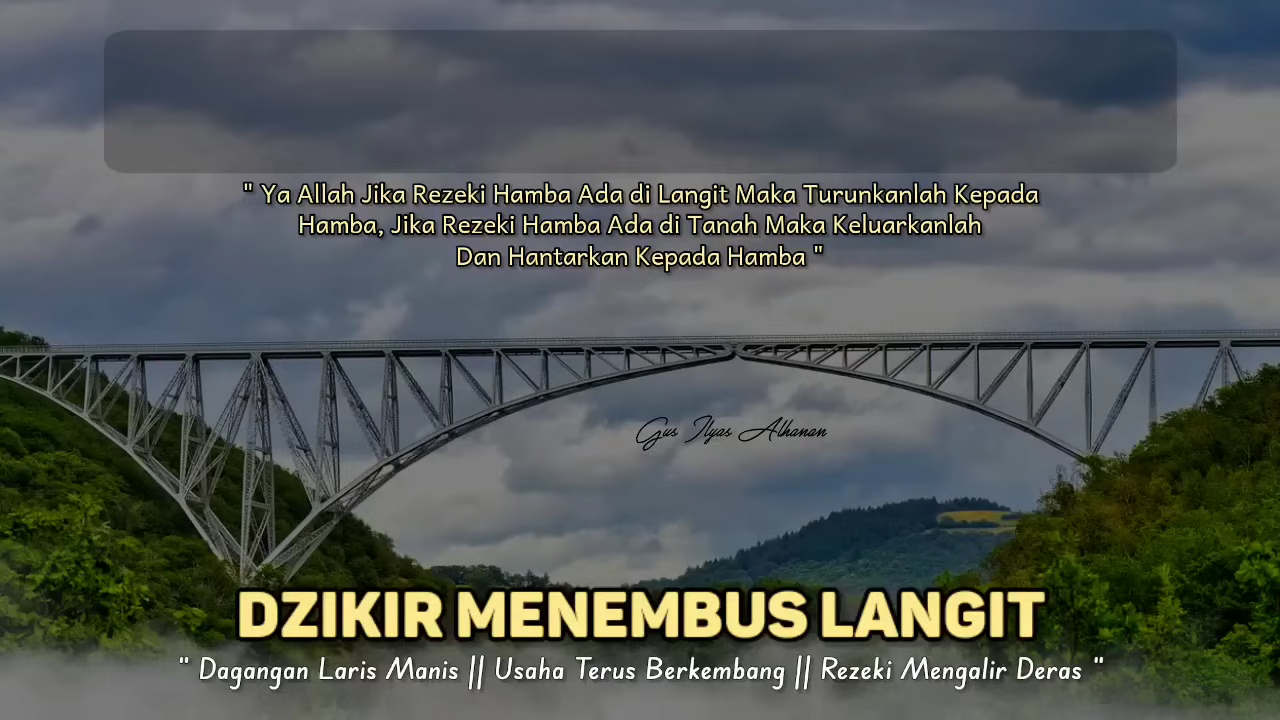 " Ya Allah Jika Rezeki Hamba Ada di Langit Maka Turunkanlah Kepada
Hamba, Jika Rezeki Hamba Ada di Tanah Maka Keluarkanlah
Dan Hantarkan Kepada Hamba "
Gus Ilyas Alhanan
DZIKIR MENEMBUS LANGIT
" Dagangan Laris Manis || Usaha Terus Berkembang || Rezeki Mengalir Deras "